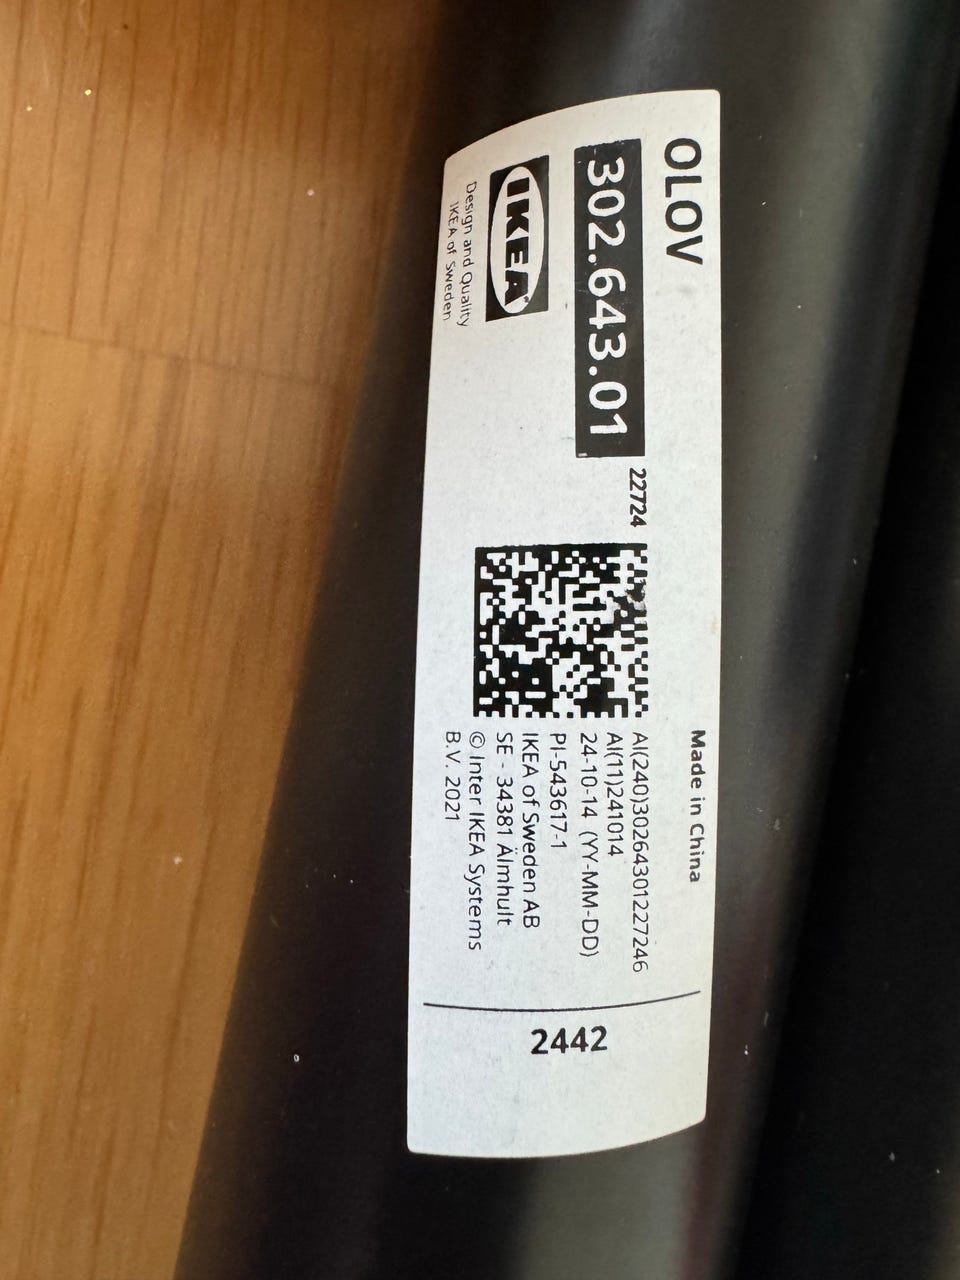 OLOV
302.643.01
22724
IKEA®
Design and Quality
IKEA of Sweden
Made in China
AI(240)30264301227246
AI(11)241014
24-10-14 (YY-MM-DD)
PI-543617-1
IKEA of Sweden AB
SE - 34381 Älmhult
© Inter IKEA Systems
B.V. 2021
2442